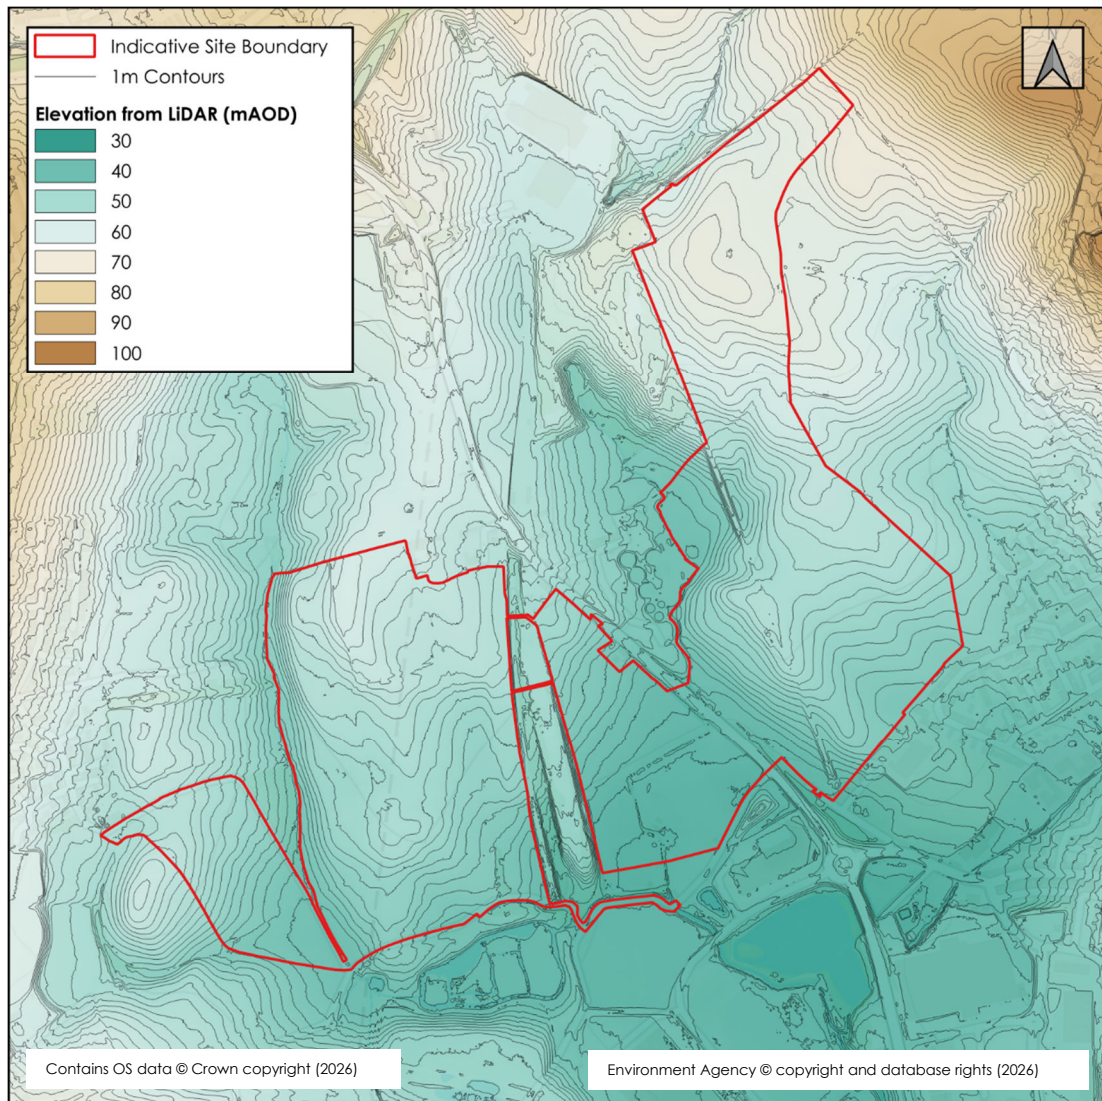 Indicative Site Boundary
1m Contours
Elevation from LiDAR (mAOD)
30
40
50
60
70
80
90
100
Contains OS data © Crown copyright (2026)
Environment Agency © copyright and database rights (2026)